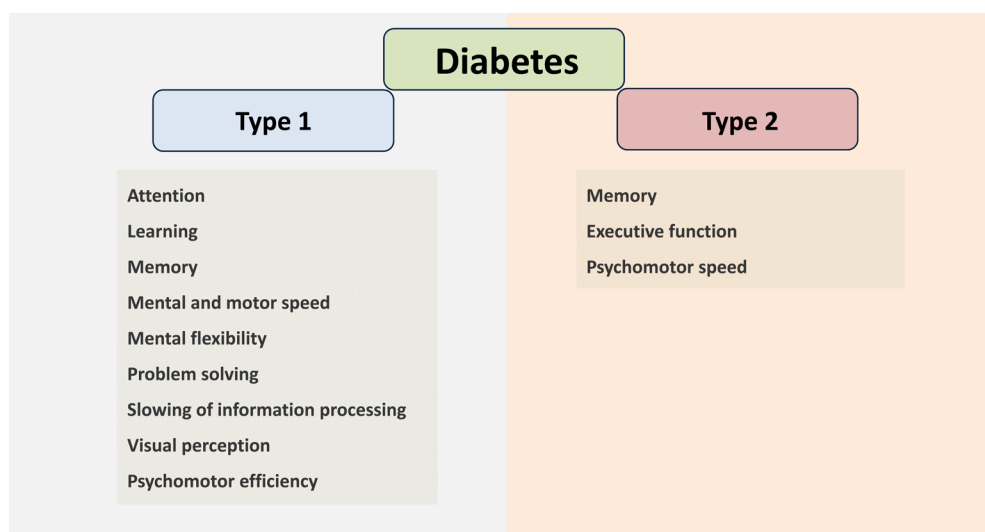 Diabetes
Type 1
Attention
Learning
Memory
Mental and motor speed
Mental flexibility
Problem solving
Slowing of information processing
Visual perception
Psychomotor efficiency
Type 2
Memory
Executive function
Psychomotor speed